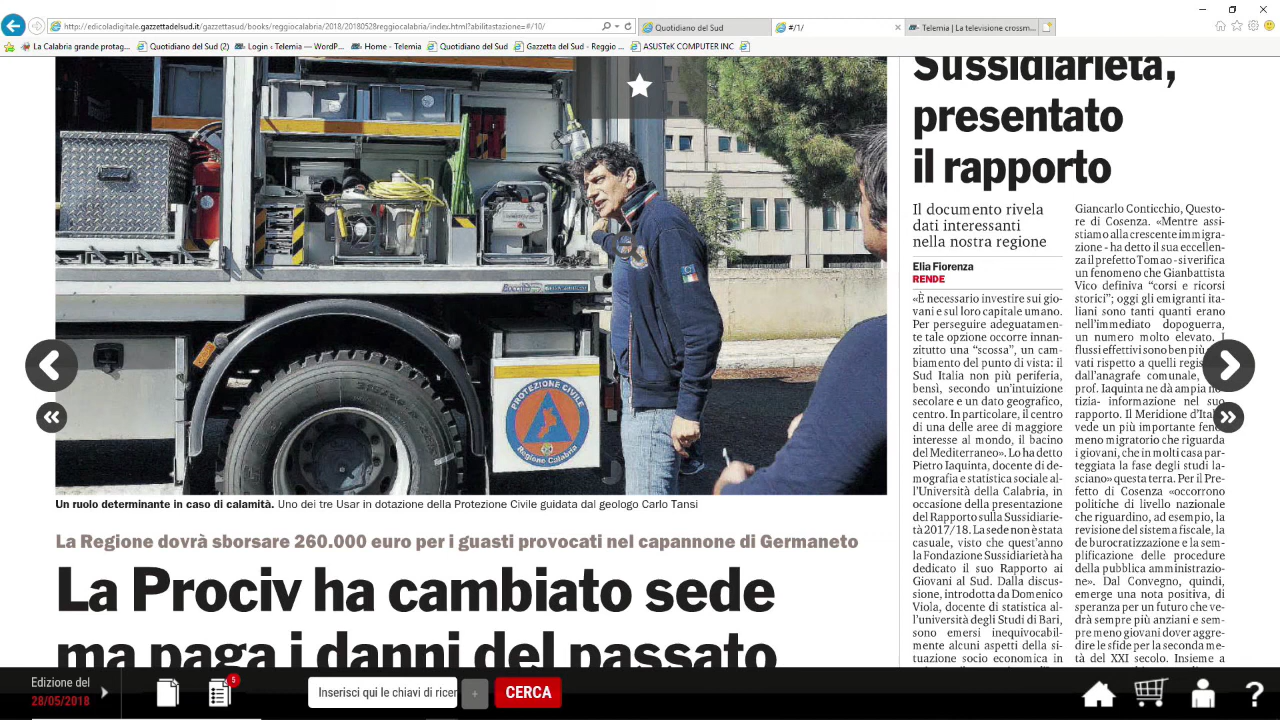 http://edicoladigitale.gazzettadelsud.it/gazzettasud/books/reggiocalabria/2018/20180528reggiocalabria/index.html?abilitastazione=#/10/
Quotidiano del Sud
#/1/
Telemia | La televisione crossm...
La Calabria grande protag...
Quotidiano del Sud (2)
Login ‹ Telemia — WordP...
Home - Telemia
Quotidiano del Sud
Gazzetta del Sud - Reggio ...
ASUSTeK COMPUTER INC
PROTEZIONE CIVILE
Regione Calabria
Un ruolo determinante in caso di calamità. Uno dei tre Usar in dotazione della Protezione Civile guidata dal geologo Carlo Tansi
La Regione dovrà sborsare 260.000 euro per i guasti provocati nel capannone di Germaneto
La Prociv ha cambiato sede
ma paga i danni del passato
Sussidiarietà,
presentato
il rapporto
Il documento rivela
dati interessanti
nella nostra regione
Elia Fiorenza
RENDE
«È necessario investire sui gio-
vani e sul loro capitale umano.
Per perseguire adeguatamen-
te tale opzione occorre innan-
zitutto una “scossa”, un cam-
biamento del punto di vista: il
Sud Italia non più periferia,
bensì, secondo un'intuizione
secolare e un dato geografico,
centro. In particolare, il centro
di una delle aree di maggiore
interesse al mondo, il bacino
del Mediterraneo». Lo ha detto
Pietro Iaquinta, docente di de-
mografia e statistica sociale al-
l'Università della Calabria, in
occasione della presentazione
del Rapporto sulla Sussidiarie-
tà 2017/18. La sede non è stata
casuale, visto che quest'anno
la Fondazione Sussidiarietà ha
dedicato il suo Rapporto ai
Giovani al Sud. Dalla discus-
sione, introdotta da Domenico
Viola, docente di statistica al-
l'università degli Studi di Bari,
sono emersi inequivocabil-
mente alcuni aspetti della si-
tuazione socio economica in
Giancarlo Conticchio, Questo-
re di Cosenza. «Mentre assi-
stiamo alla crescente immigra-
zione - ha detto il sua eccellen-
za il prefetto Tomao - si verifica
un fenomeno che Gianbattista
Vico definiva “corsi e ricorsi
storici”; oggi gli emigranti ita-
liani sono tanti quanti erano
nell'immediato dopoguerra,
un numero molto elevato. I
flussi effettivi sono ben più
vati rispetto a quelli regis
dall'anagrafe comunale,
prof. Iaquinta ne dà ampia no-
tizia- informazione nel suo
rapporto. Il Meridione d'Ital
vede un più importante feno
meno migratorio che riguarda
i giovani, che in molti casa par-
teggiata la fase degli studi la-
sciano» questa terra. Per il Pre-
fetto di Cosenza «occorrono
politiche di livello nazionale
che riguardino, ad esempio, la
revisione del sistema fiscale, la
de burocratizzazione e la sem-
plificazione delle procedure
della pubblica amministrazio-
ne». Dal Convegno, quindi,
emerge una nota positiva, di
speranza per un futuro che ve-
drà sempre più anziani e sem-
pre meno giovani dover aggre-
dire le sfide per la seconda me-
tà del XXI secolo. Insieme a
Edizione del
28/05/2018
5
Inserisci qui le chiavi di ricer
+
CERCA
?